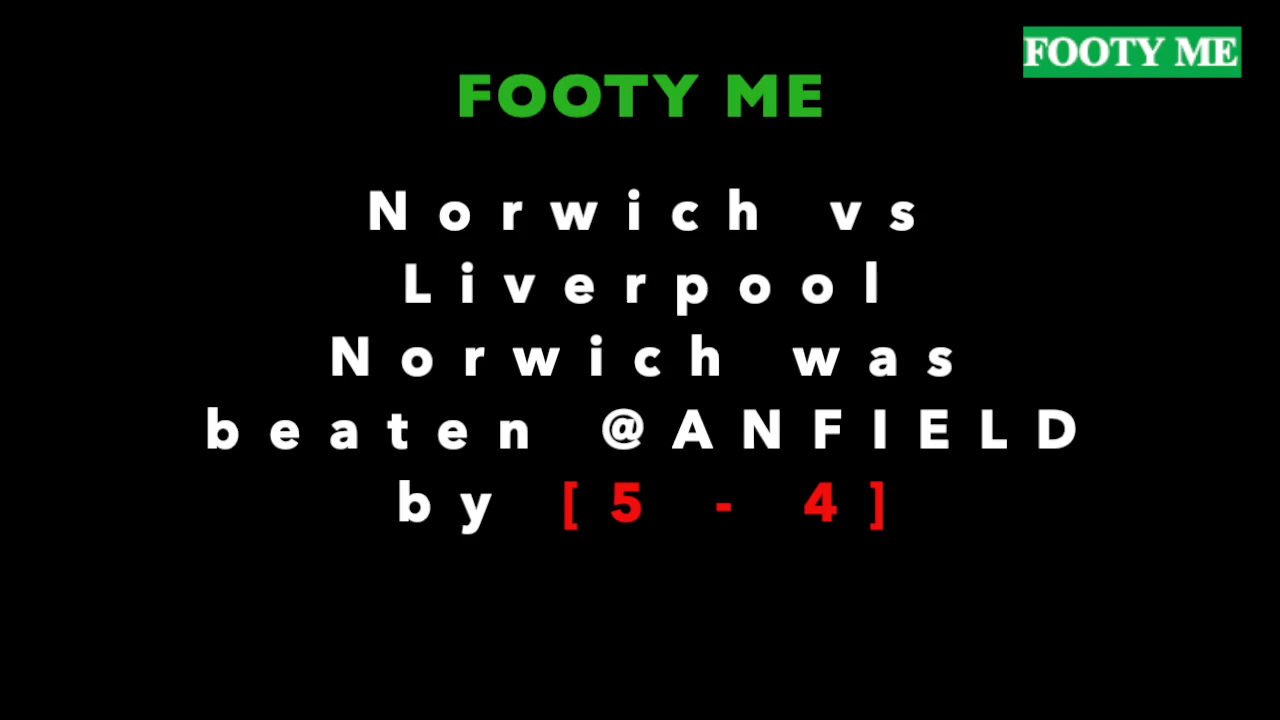 FOOTY ME
FOOTY ME
Norwich vs
Liverpool
Norwich was
beaten @ANFIELD
by [5 - 4]